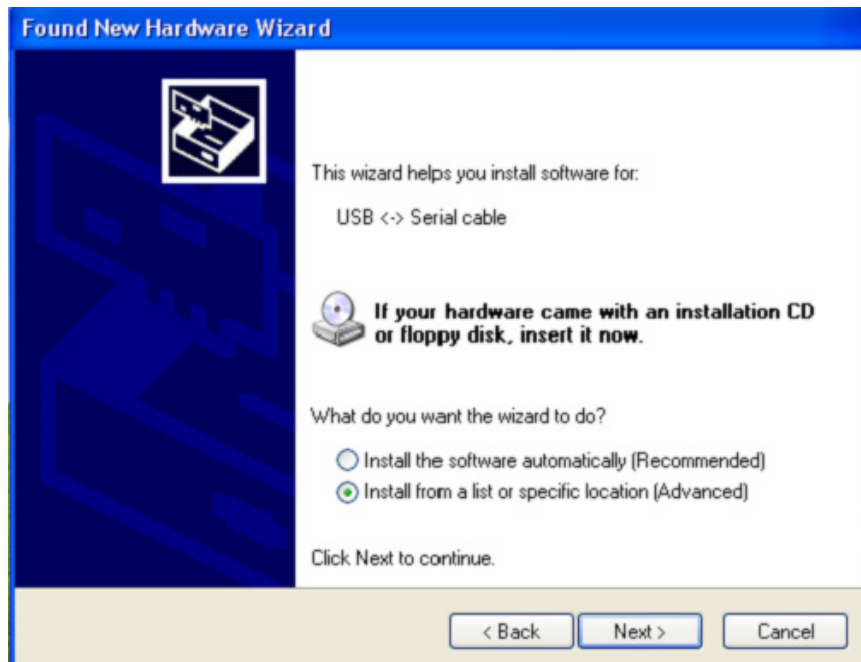 Found New Hardware Wizard
This wizard helps you install software for:
USB <-> Serial cable
If your hardware came with an installation CD
or floppy disk, insert it now.
What do you want the wizard to do?
Install the software automatically (Recommended)
Install from a list or specific location (Advanced)
Click Next to continue.
< Back
Next >
Cancel